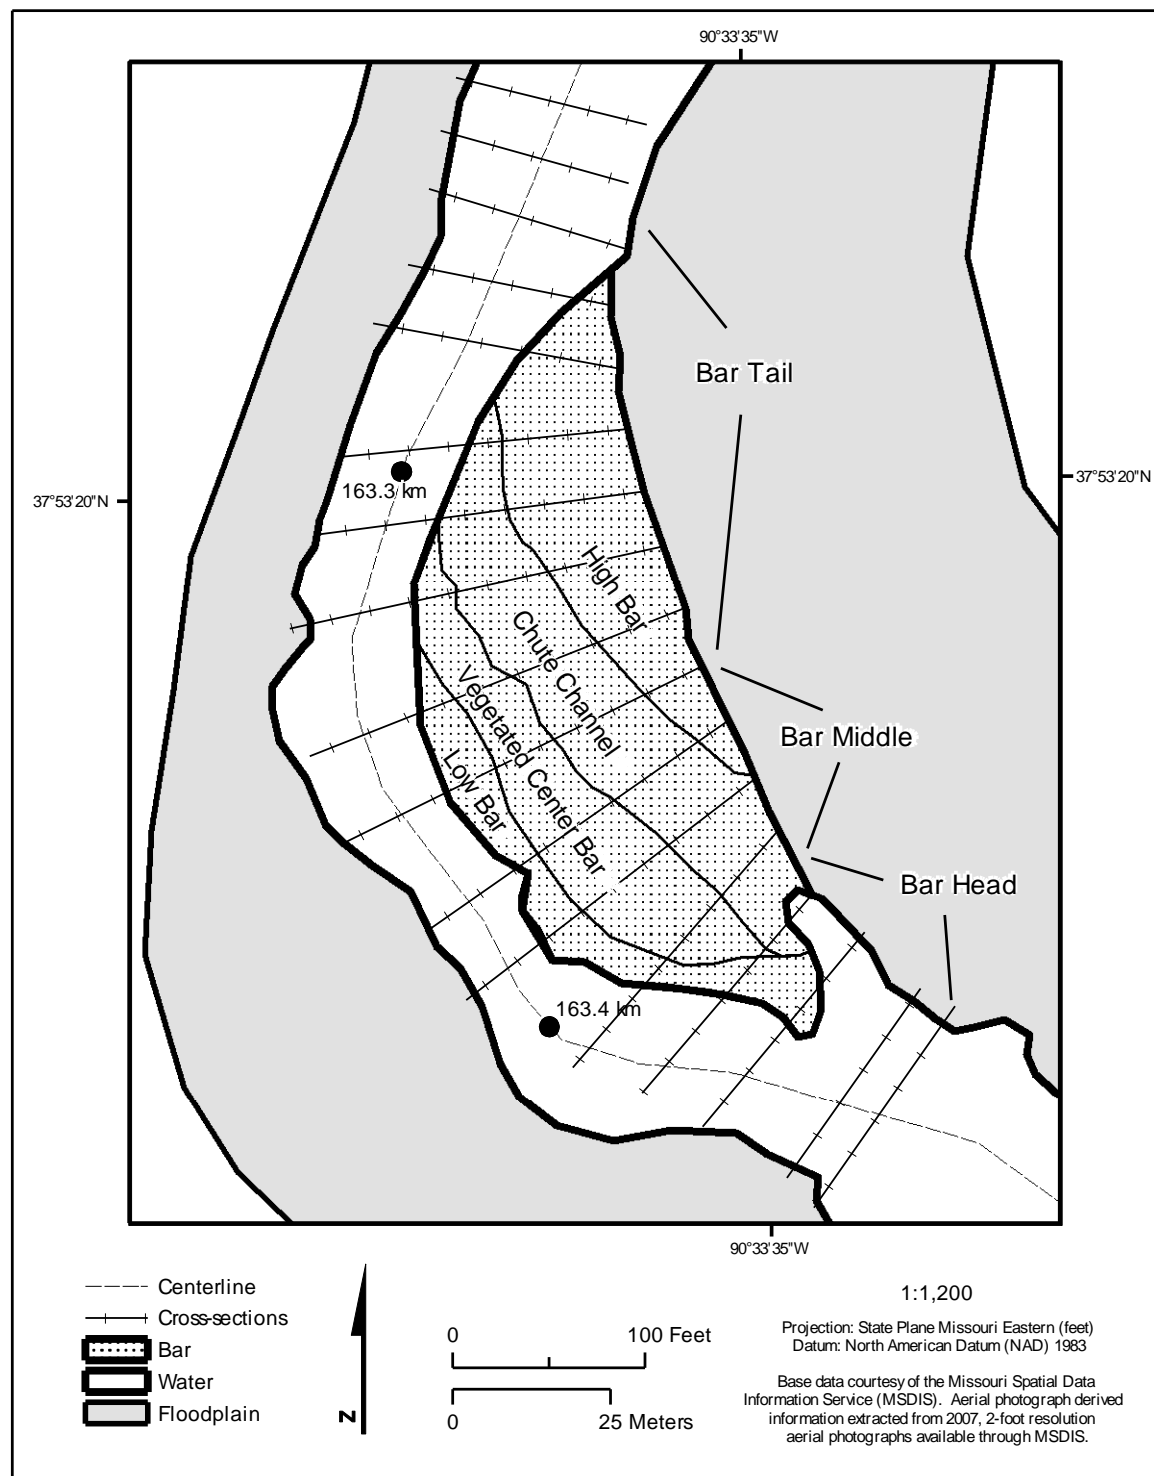 90°33'35"W
Bar Tail
163.3 km
37°53'20"N
37°53'20"N
High Bar
Chute Channel
Vegetated Center Bar
Low Bar
Bar Middle
Bar Head
163.4 km
90°33'35"W
Centerline
Cross-sections
Bar
Water
Floodplain
N
0 100 Feet
0 25 Meters
1:1,200
Projection: State Plane Missouri Eastern (feet)
Datum: North American Datum (NAD) 1983
Base data courtesy of the Missouri Spatial Data
Information Service (MSDIS). Aerial photograph derived
information extracted from 2007, 2-foot resolution
aerial photographs available through MSDIS.